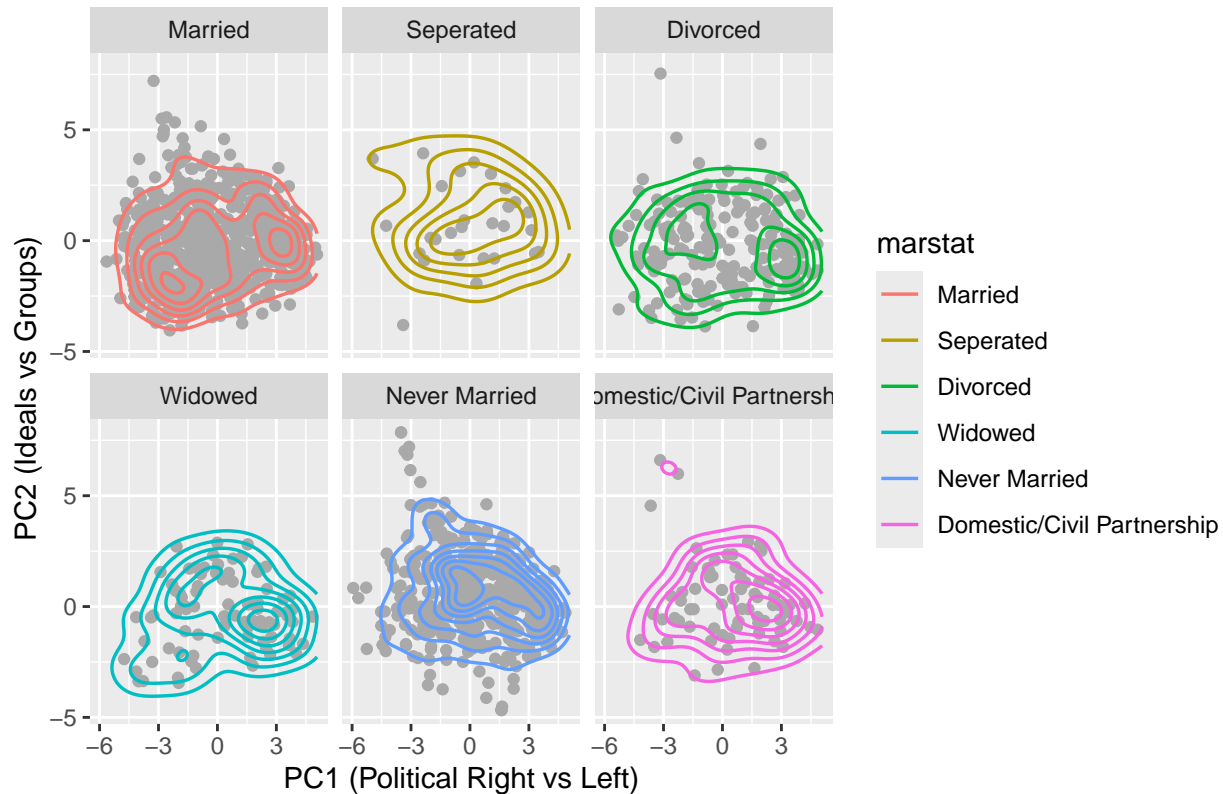 Married
Seperated
Divorced
Widowed
Never Married
omestic/Civil Partnersh
5
0
−5
5
0
−5
−6 −3 0 3
−6 −3 0 3
−6 −3 0 3
PC1 (Political Right vs Left)
PC2 (Ideals vs Groups)
marstat
Married
Seperated
Divorced
Widowed
Never Married
Domestic/Civil Partnership